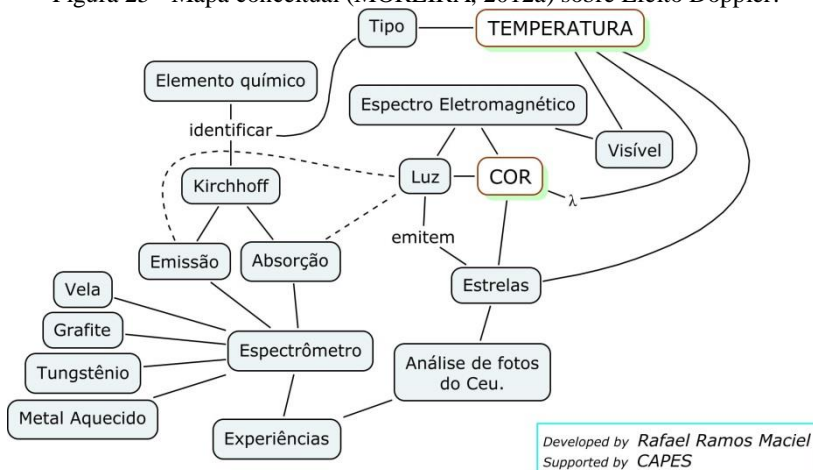 Figura 23 - Mapa conceitual (MOREIRA, 2012a) sobre Efeito Doppler.
Tipo
TEMPERATURA
Elemento químico
Espectro Eletromagnético
identificar
Visível
Kirchhoff
Luz
COR
λ
emitem
Emissão
Absorção
Estrelas
Vela
Grafite
Espectrômetro
Tungstênio
Análise de fotos
do Ceu.
Metal Aquecido
Experiências
Developed by Rafael Ramos Maciel
Supported by CAPES